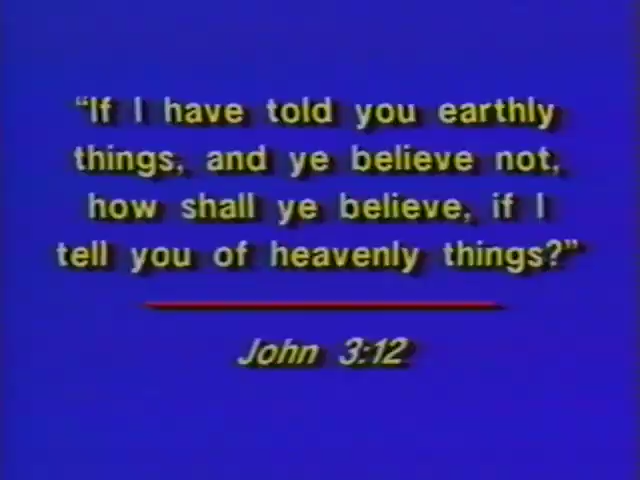 “If I have told you earthly
things, and ye believe not,
how shall ye believe, if I
tell you of heavenly things?”
John 3:12